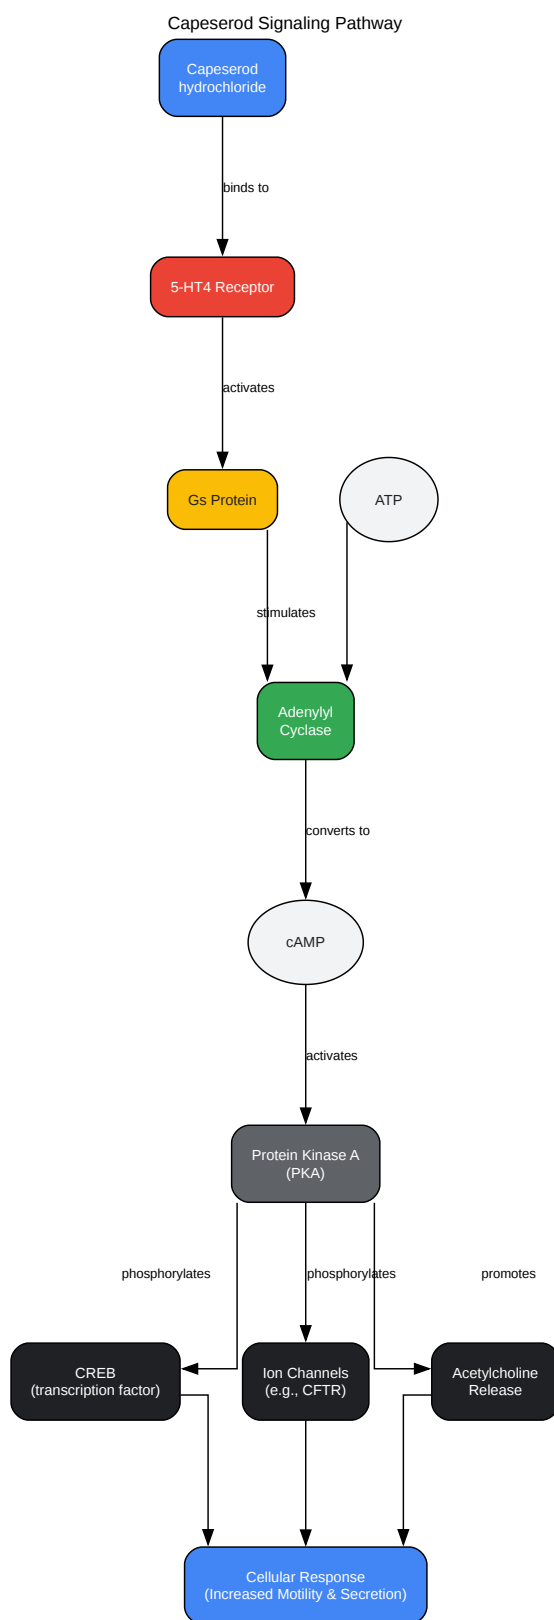 Capeserod Signaling Pathway
Capeserod
hydrochloride
binds to
5-HT4 Receptor
activates
Gs Protein
ATP
stimulates
Adenylyl
Cyclase
converts to
cAMP
activates
Protein Kinase A
(PKA)
phosphorylates
phosphorylates
promotes
CREB
(transcription factor)
Ion Channels
(e.g., CFTR)
Acetylcholine
Release
Cellular Response
(Increased Motility & Secretion)